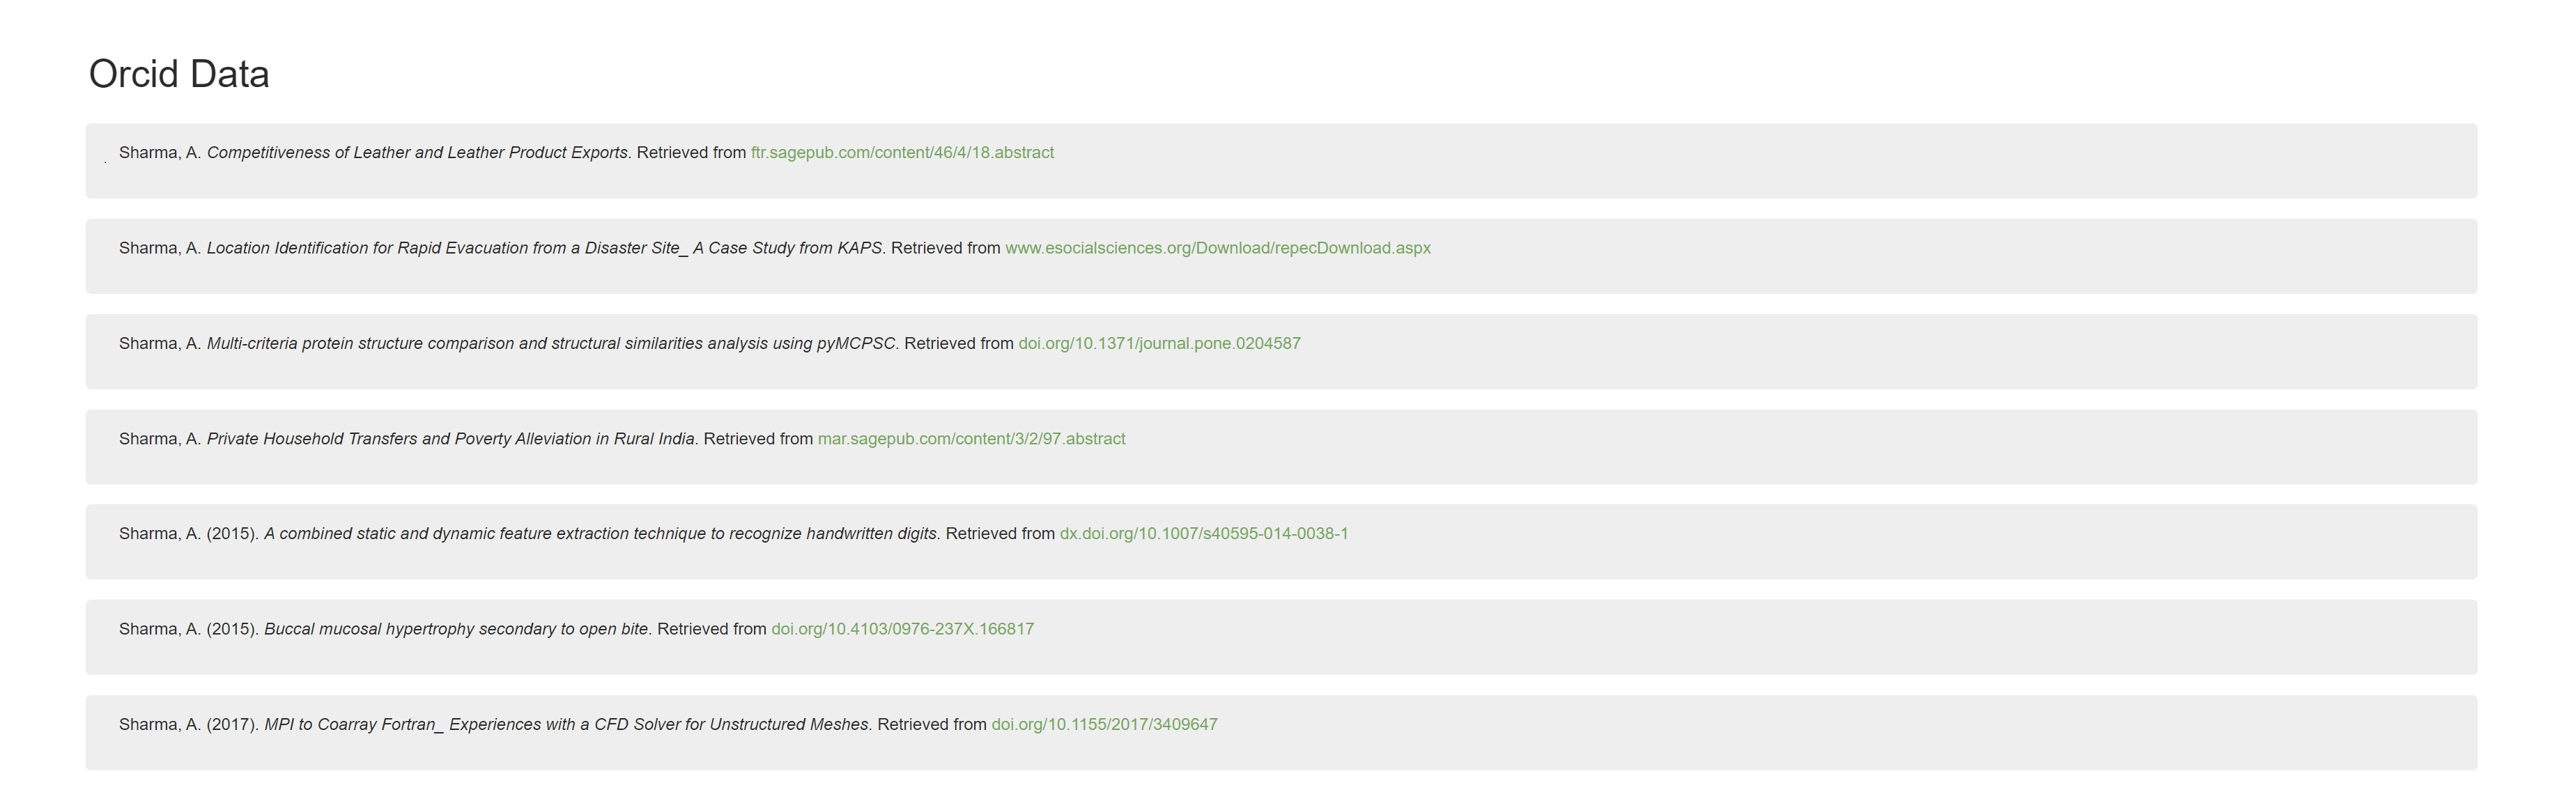 Orcid Data
. Sharma, A. Competitiveness of Leather and Leather Product Exports. Retrieved from ftr.sagepub.com/content/46/4/18.abstract
Sharma, A. Location Identification for Rapid Evacuation from a Disaster Site_ A Case Study from KAPS. Retrieved from www.esocialsciences.org/Download/repecDownload.aspx
Sharma, A. Multi-criteria protein structure comparison and structural similarities analysis using pyMCPSC. Retrieved from doi.org/10.1371/journal.pone.0204587
Sharma, A. Private Household Transfers and Poverty Alleviation in Rural India. Retrieved from mar.sagepub.com/content/3/2/97.abstract
Sharma, A. (2015). A combined static and dynamic feature extraction technique to recognize handwritten digits. Retrieved from dx.doi.org/10.1007/s40595-014-0038-1
Sharma, A. (2015). Buccal mucosal hypertrophy secondary to open bite. Retrieved from doi.org/10.4103/0976-237X.166817
Sharma, A. (2017). MPI to Coarray Fortran_ Experiences with a CFD Solver for Unstructured Meshes. Retrieved from doi.org/10.1155/2017/3409647